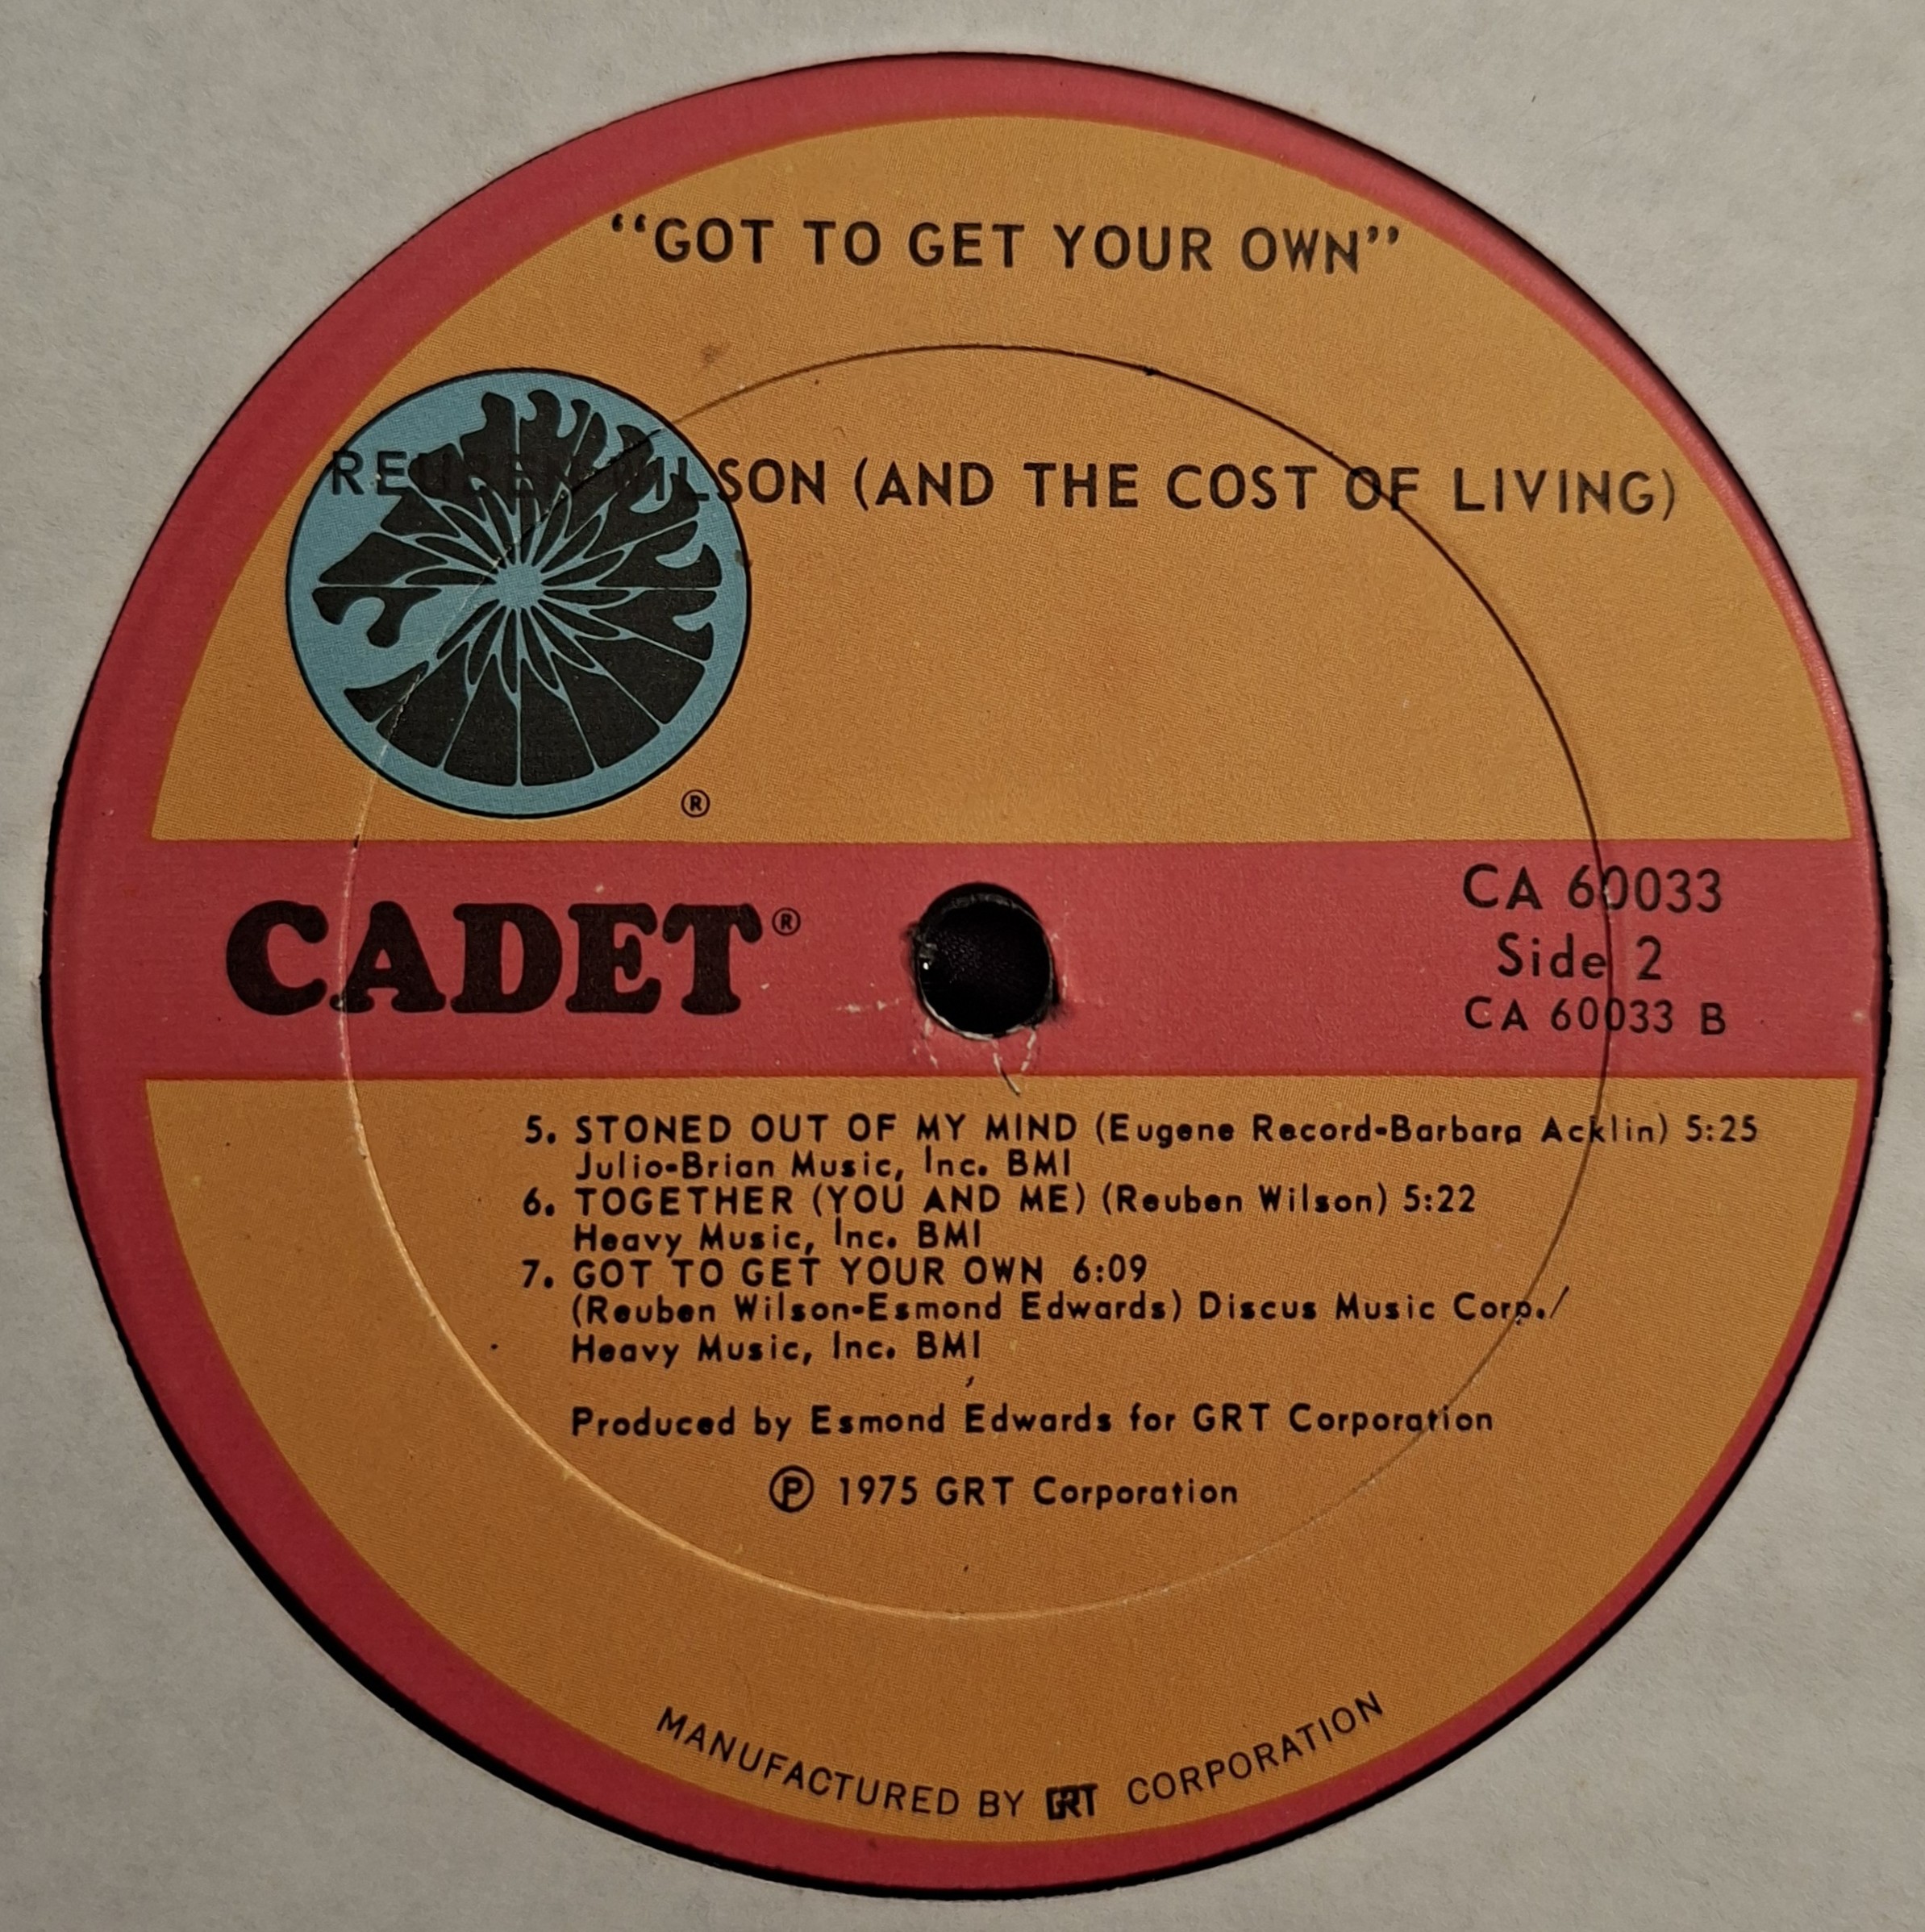 “GOT TO GET YOUR OWN”
REUBEN WILSON (AND THE COST OF LIVING)
®
CADET®
CA 60033
Side 2
CA 60033 B
5. STONED OUT OF MY MIND (Eugene Record-Barbara Acklin) 5:25
Julio-Brian Music, Inc. BMI
6. TOGETHER (YOU AND ME) (Reuben Wilson) 5:22
Heavy Music, Inc. BMI
7. GOT TO GET YOUR OWN 6:09
(Reuben Wilson-Esmond Edwards) Discus Music Corp./
Heavy Music, Inc. BMI
Produced by Esmond Edwards for GRT Corporation
Ⓟ 1975 GRT Corporation
MANUFACTURED BY GRT CORPORATION